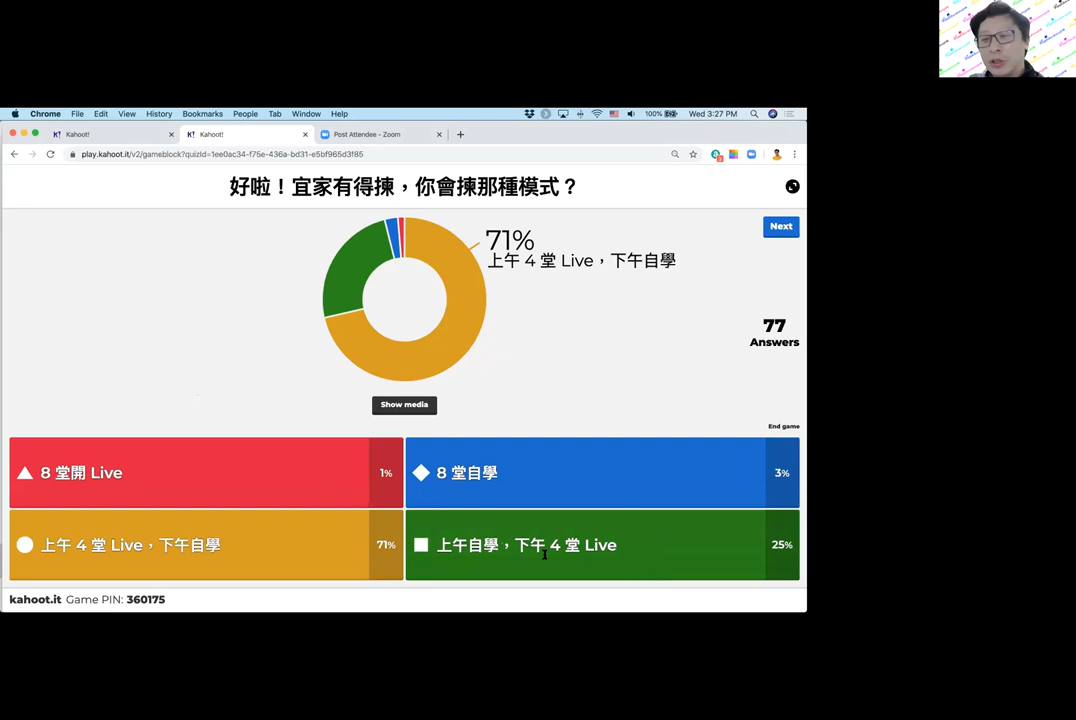 Chrome File Edit View History Bookmarks People Tab Window Help 100% Wed 3:27 PM
Kahoot! Kahoot! Post Attendee - Zoom
play.kahoot.it/v2/gameblock?quizId=1ee0ac34-f75e-436a-bd31-e5bf965d3f85
好啦！宜家有得揀，你會揀那種模式？
Next
71%
上午 4 堂 Live，下午自學
77
Answers
Show media
End game
8 堂開 Live 1%
8 堂自學 3%
上午 4 堂 Live，下午自學 71%
上午自學，下午 4 堂 Live 25%
kahoot.it Game PIN: 360175